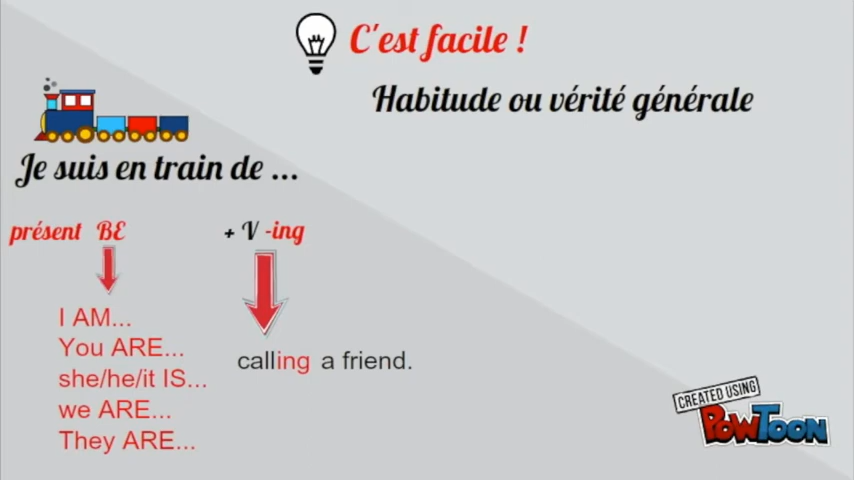 C'est facile !
Habitude ou vérité générale
Je suis en train de ...
présent BE + V -ing
I AM...
You ARE...
she/he/it IS...
we ARE...
They ARE...
calling a friend.
CREATED USING
POWTOON